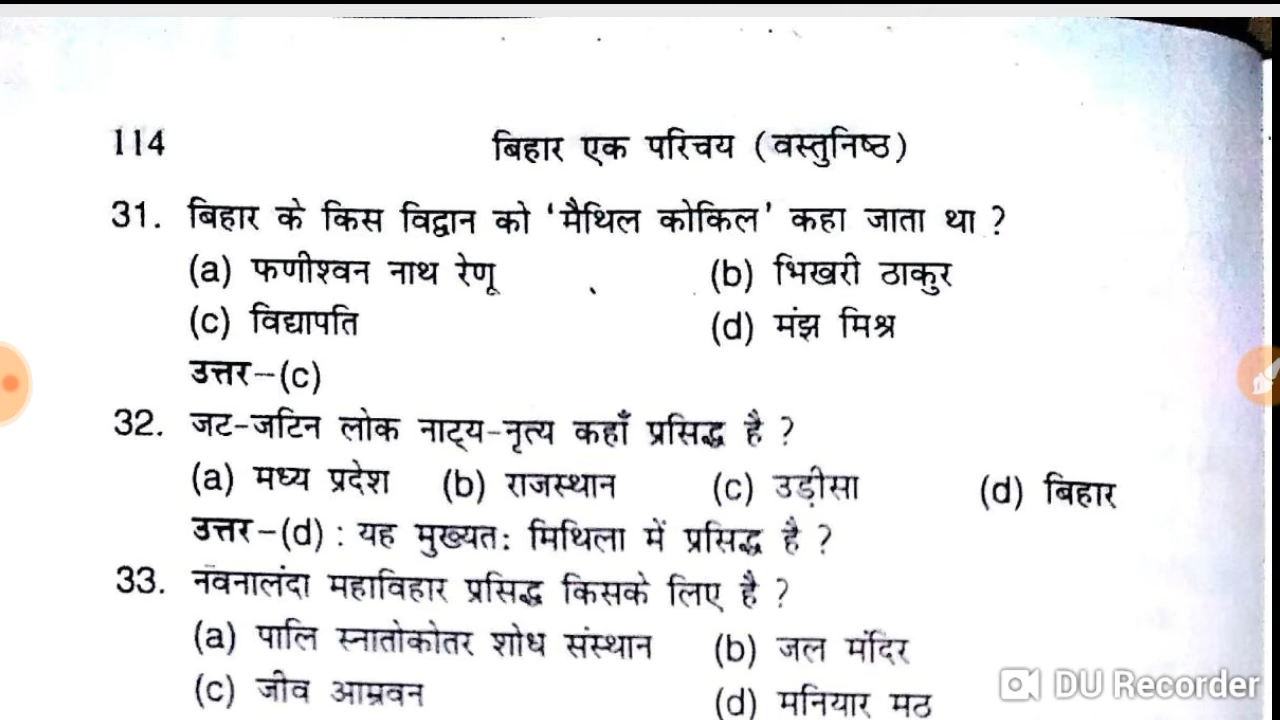 114 बिहार एक परिचय (वस्तुनिष्ठ)
31. बिहार के किस विद्वान को 'मैथिल कोकिल' कहा जाता था ?
(a) फणीश्वन नाथ रेणू (b) भिखरी ठाकुर
(c) विद्यापति (d) मंझ मिश्र
उत्तर–(c)
32. जट-जटिन लोक नाट्य-नृत्य कहाँ प्रसिद्ध है ?
(a) मध्य प्रदेश (b) राजस्थान (c) उड़ीसा (d) बिहार
उत्तर–(d) : यह मुख्यतः मिथिला में प्रसिद्ध है ?
33. नवनालंदा महाविहार प्रसिद्ध किसके लिए है ?
(a) पालि स्नातोकोतर शोध संस्थान (b) जल मंदिर
(c) जीव आम्रवन (d) मनियार मठ
DU Recorder